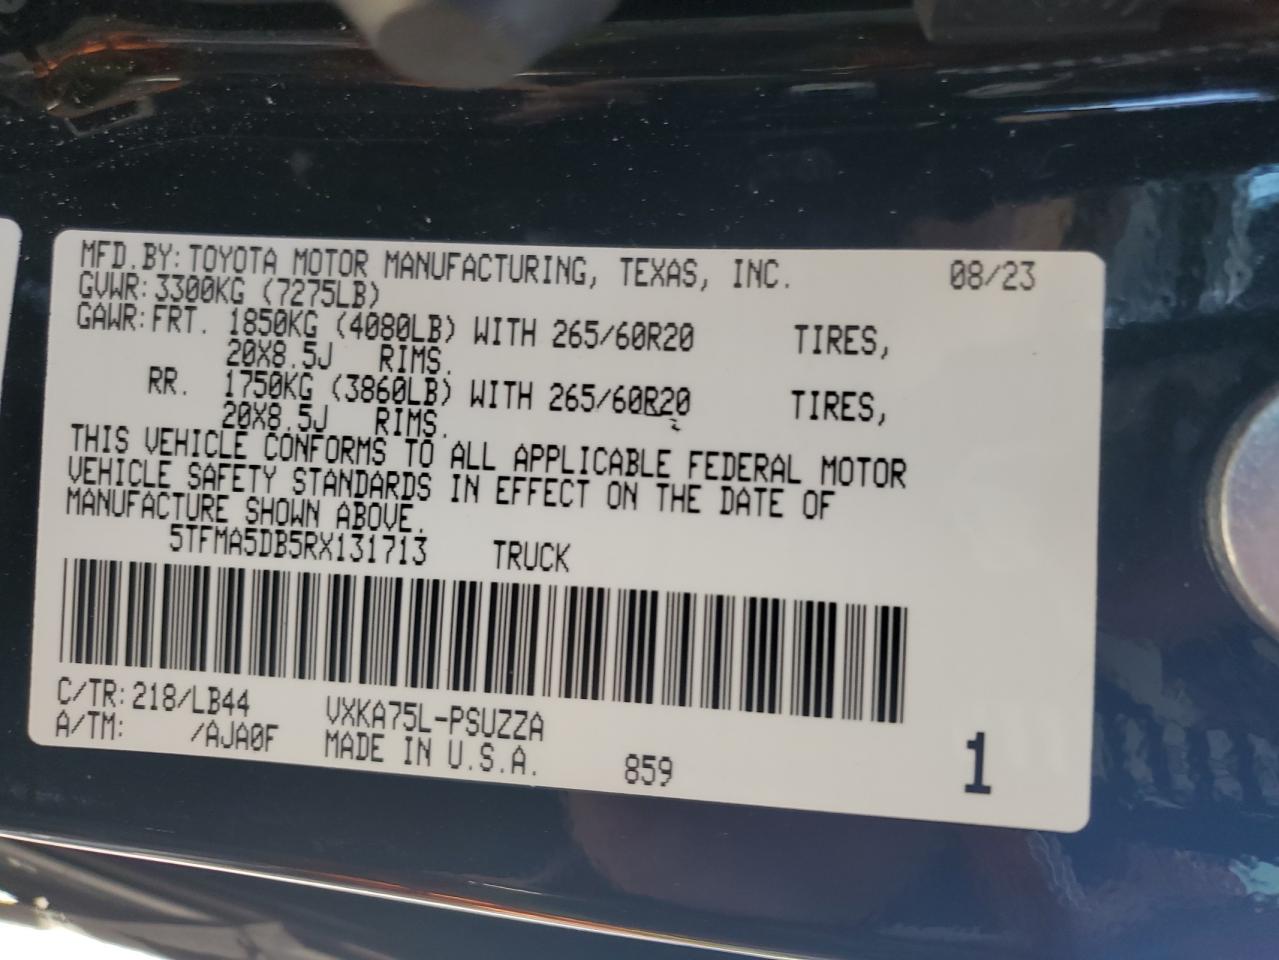 MFD.BY: TOYOTA MOTOR MANUFACTURING, TEXAS, INC. 08/23
GVWR: 3300KG (7275LB)
GAWR: FRT. 1850KG (4080LB) WITH 265/60R20 TIRES,
20X8.5J RIMS.
RR. 1750KG (3860LB) WITH 265/60R20 TIRES,
20X8.5J RIMS.
THIS VEHICLE CONFORMS TO ALL APPLICABLE FEDERAL MOTOR
VEHICLE SAFETY STANDARDS IN EFFECT ON THE DATE OF
MANUFACTURE SHOWN ABOVE.
5TFMA5DB5RX131713 TRUCK
C/TR: 218/LB44 VXKA75L-PSUZZA
A/TM: /AJA0F MADE IN U.S.A. 859 1